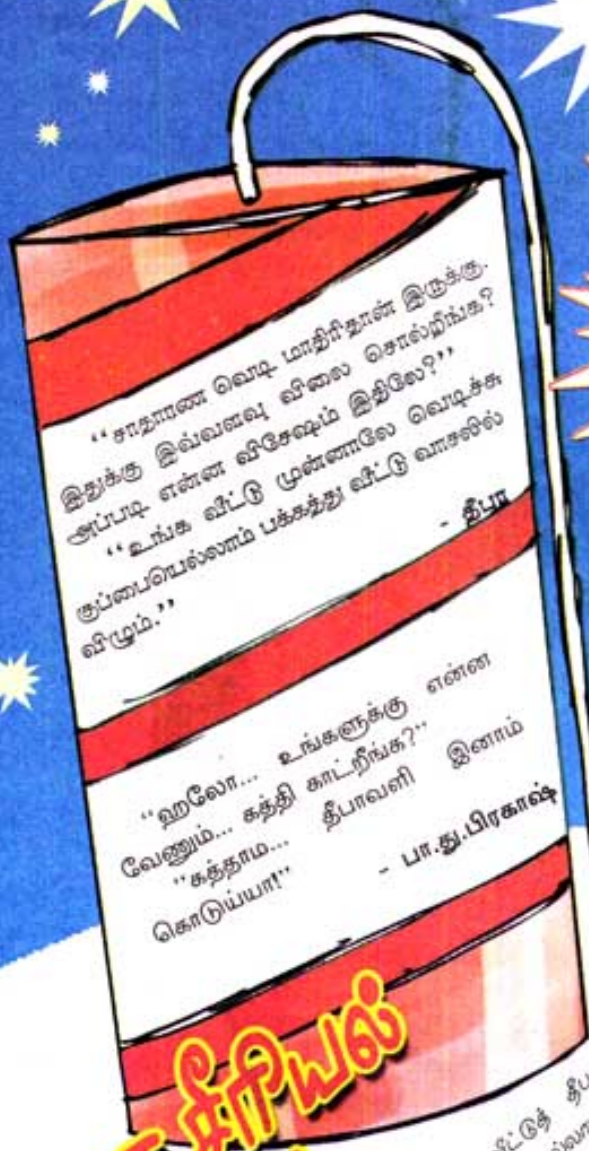 “சாதாரண வெடி மாதிரிதான் இருக்கு.
இதுக்கு இவ்வளவு விலை சொல்றீங்க?
அப்படி என்ன விசேஷம் இதிலே?”
“உங்க வீட்டு முன்னாலே வெடிச்சு
குப்பையெல்லாம் பக்கத்து வீட்டு வாசலில்
விழும்.”
- தீபா
“ஹலோ... உங்களுக்கு என்ன
வேணும்... கத்தி காட்றீங்க?”
“கத்தாம... தீபாவளி இனாம்
கொடுய்யா!”
- பா.து.பிரகாஷ்
சீரியல்